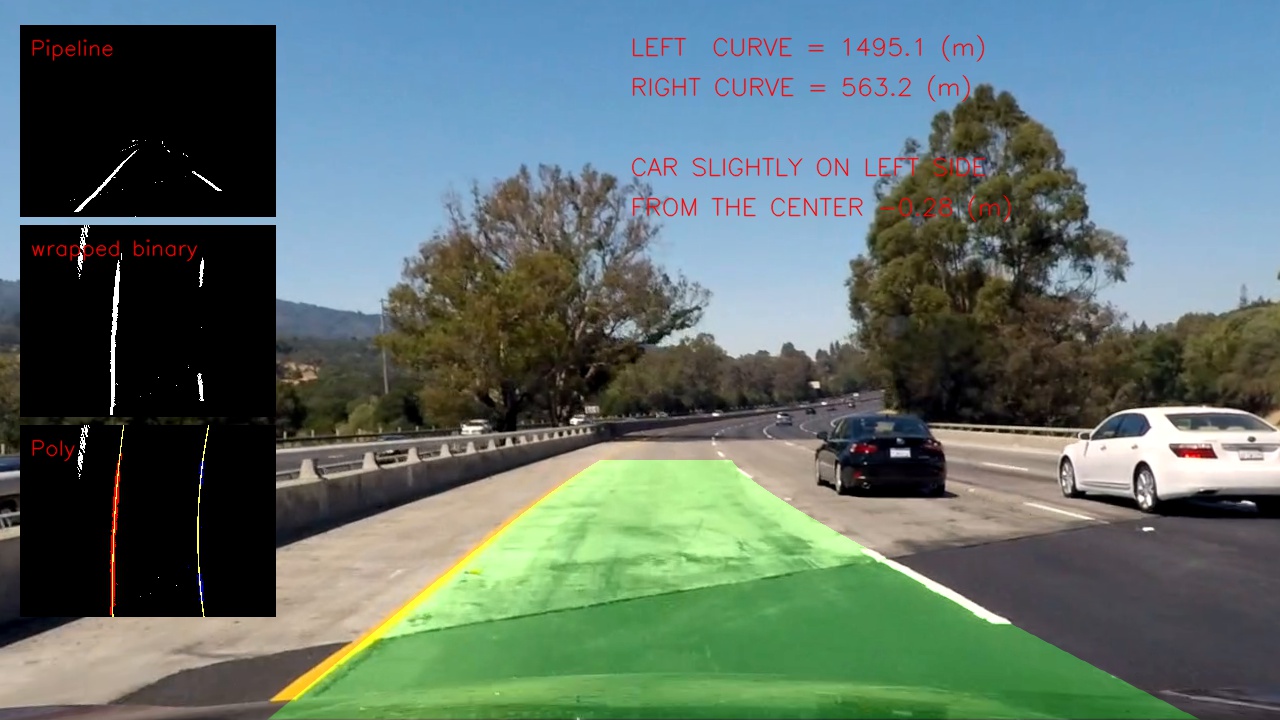 Pipeline
wrapped binary
Poly
LEFT CURVE = 1495.1 (m)
RIGHT CURVE = 563.2 (m)
CAR SLIGHTLY ON LEFT SIDE
FROM THE CENTER -0.28 (m)